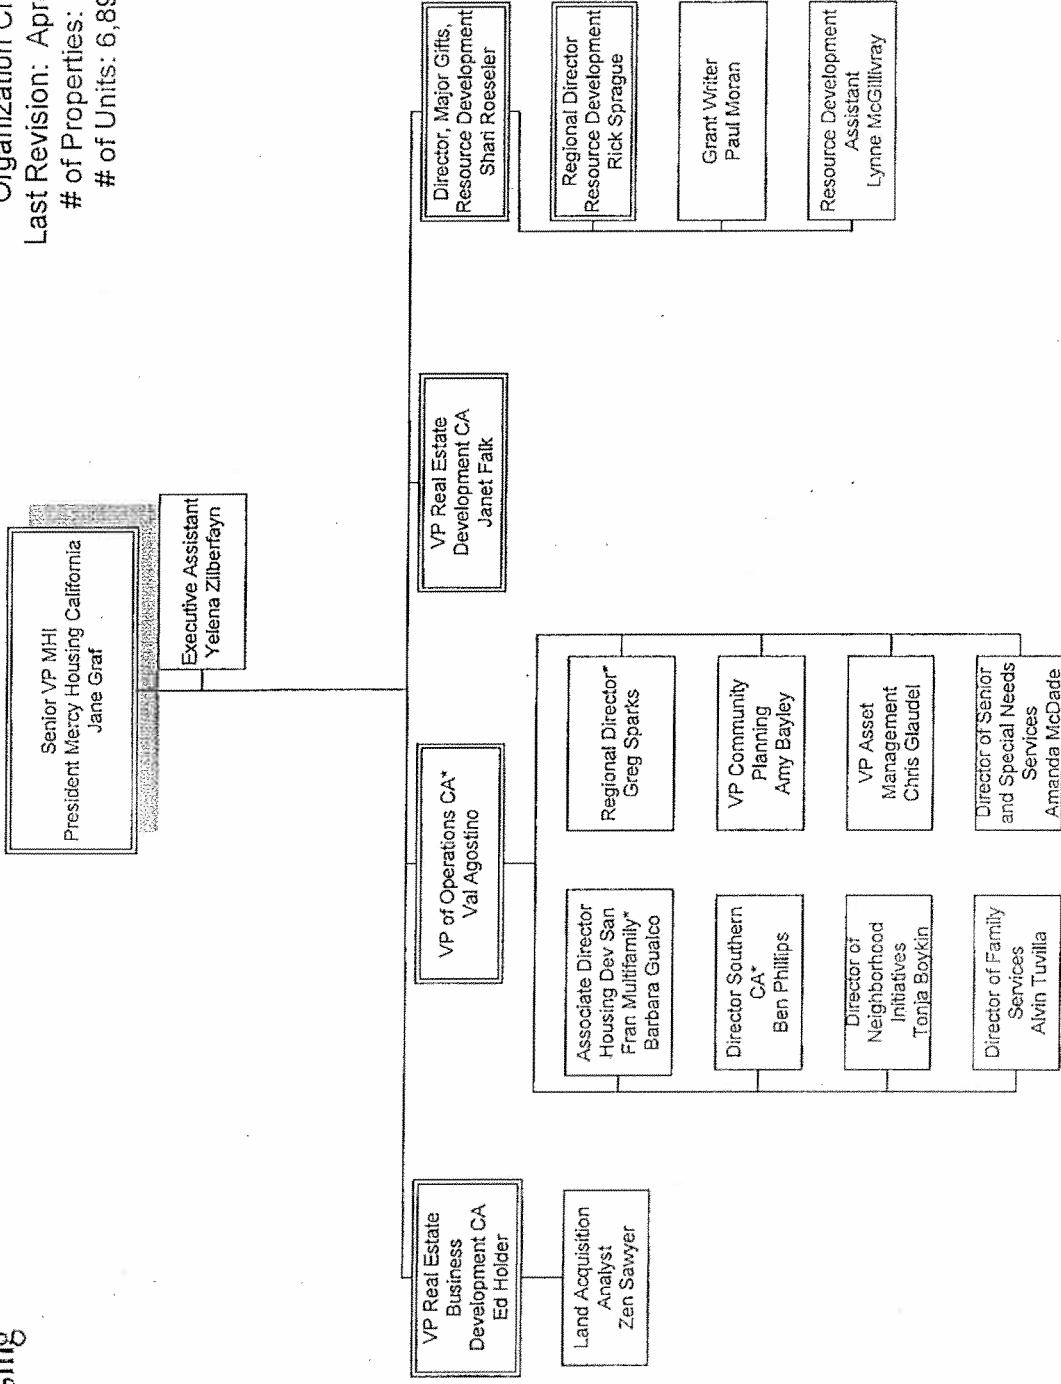 Last Revision:
# of Properties:
# of Units:
Senior VP MHI
President Mercy Housing California
Jane Graf
Executive Assistant
Yelena Zilberfayn
VP Real Estate
Business
Development CA
Ed Holder
Land Acquisition
Analyst
Zen Sawyer
VP of Operations CA*
Val Agostino
Associate Director
Housing Dev San
Fran Multifamily*
Barbara Gualco
Regional Director*
Greg Sparks
Director Southern
CA*
Ben Phillips
VP Community
Planning
Amy Bayley
Director of
Neighborhood
Initiatives
Tonja Boykin
VP Asset
Management
Chris Glaudel
Director of Family
Services
Alvin Tuvilla
Director of Senior
and Special Needs
Services
Amanda McDade
VP Real Estate
Development CA
Janet Falk
Director, Major Gifts,
Resource Development
Shari Roeseler
Regional Director
Resource Development
Rick Sprague
Grant Writer
Paul Moran
Resource Development
Assistant
Lynne McGillivray